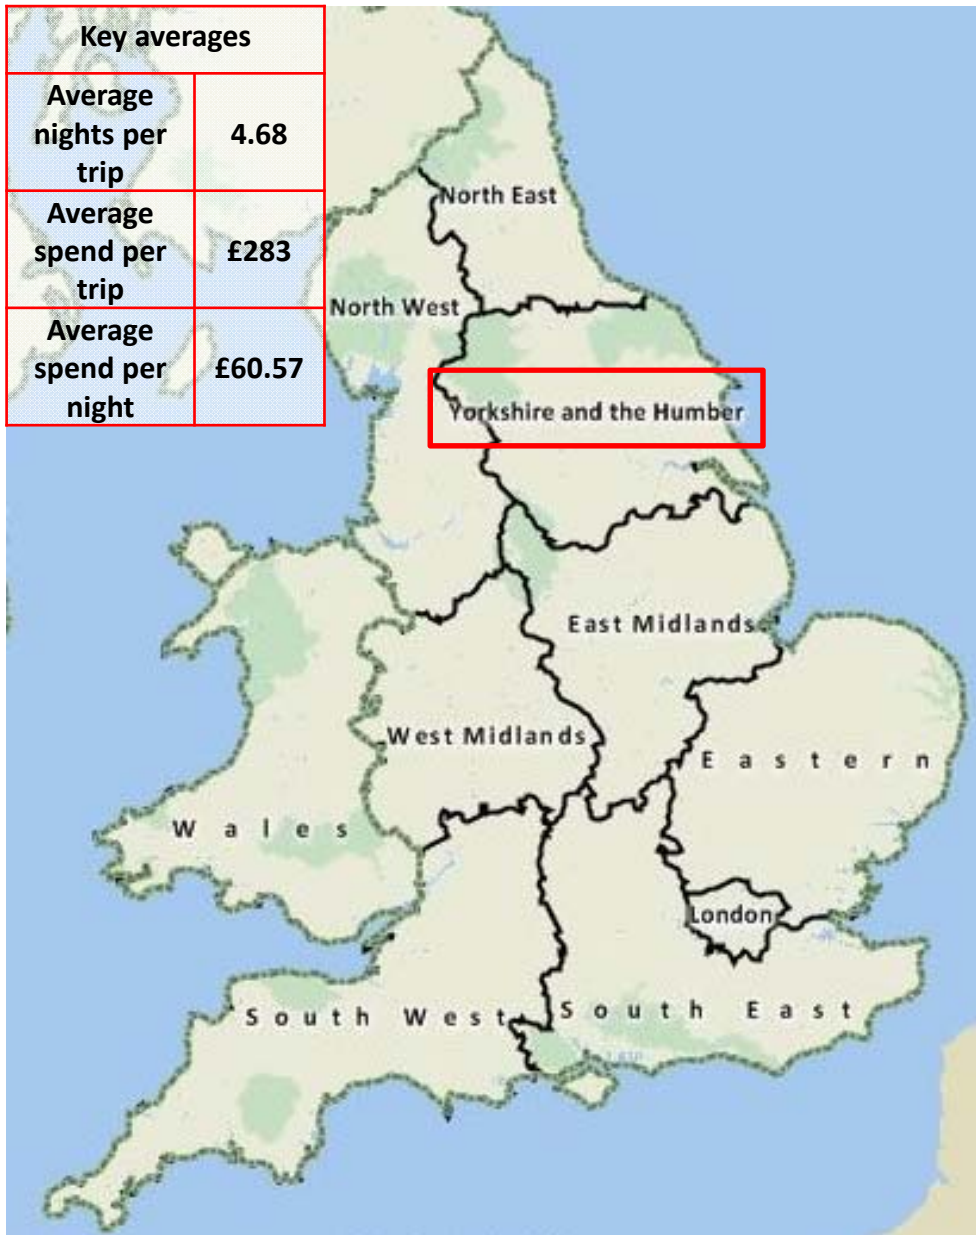 Key averages
Average
nights per
trip
4.68
Average
spend per
trip
£283
Average
spend per
night
£60.57
North East
North West
Yorkshire and the Humber
East Midlands
West Midlands
Eastern
Wales
London
South West
South East